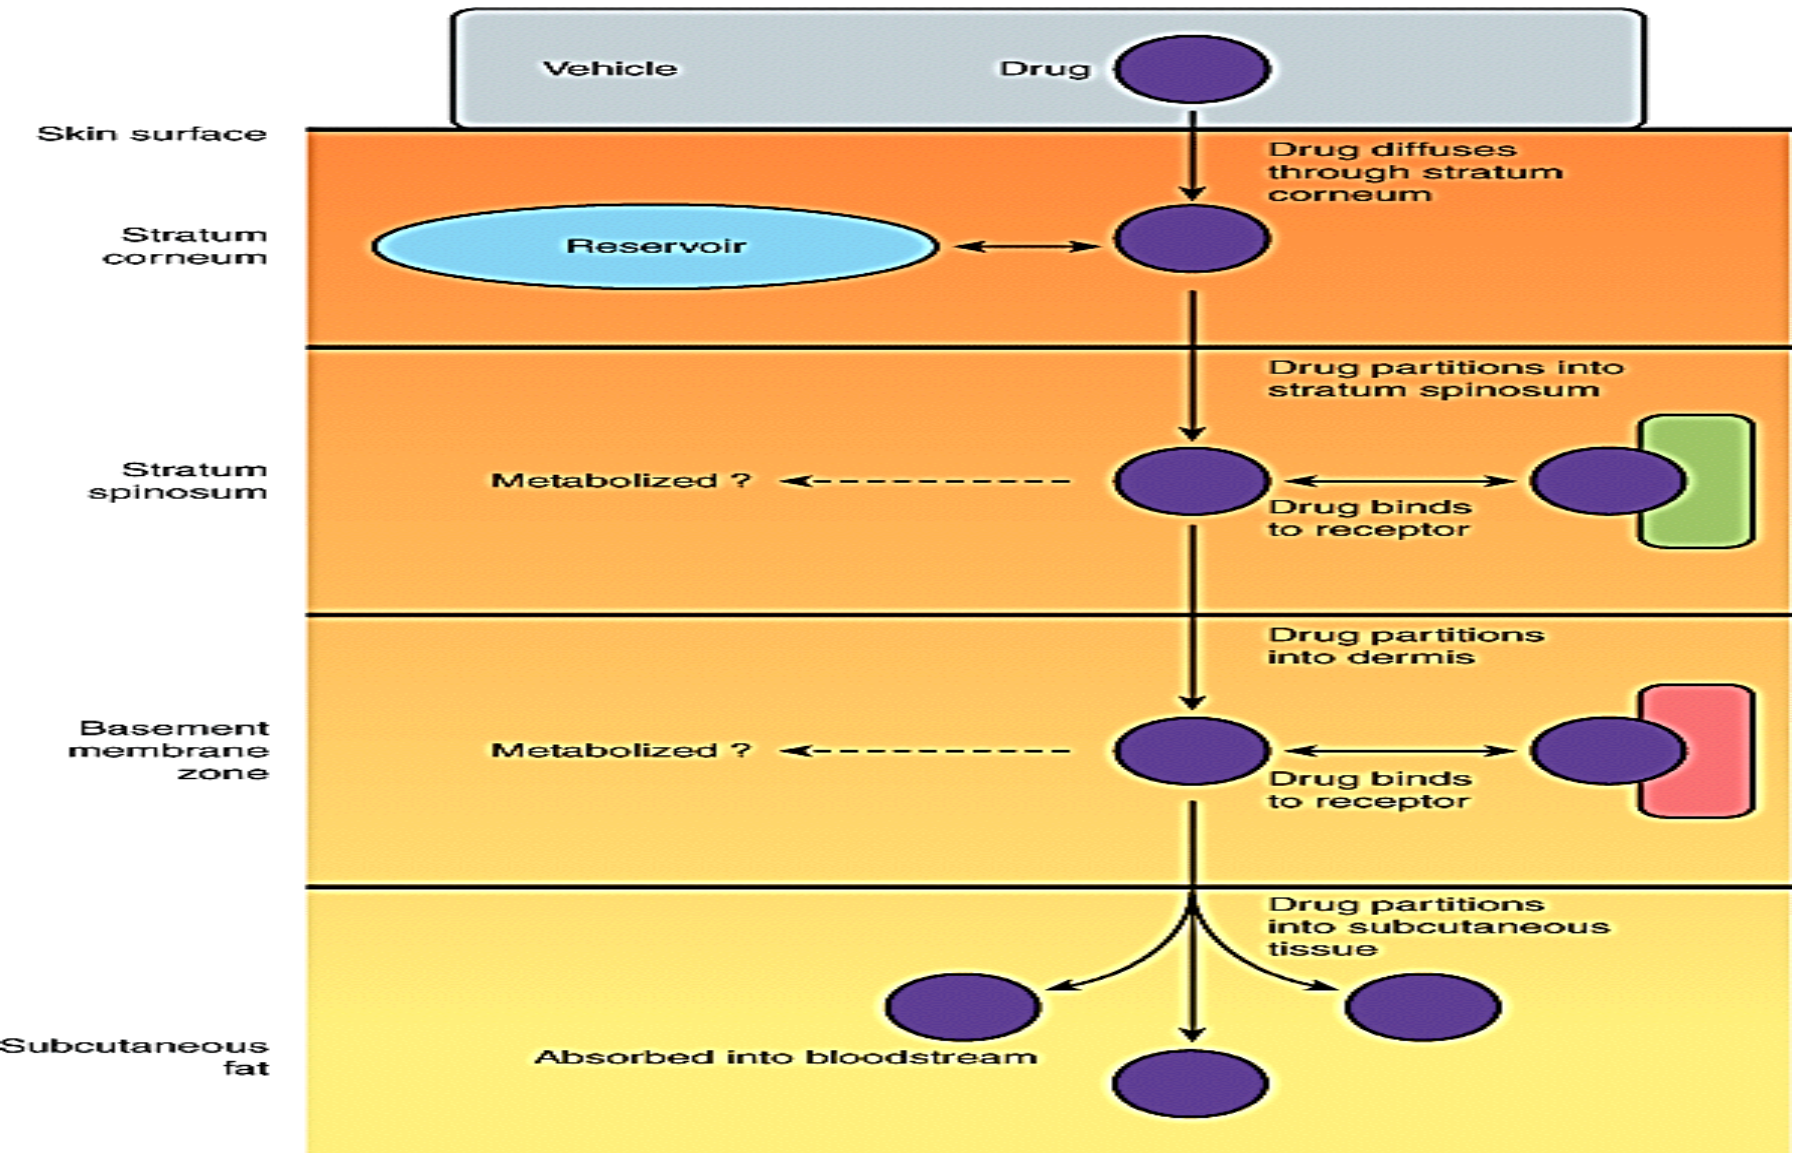 Vehicle
Drug
Skin surface
Drug diffuses
through stratum
corneum
Stratum
corneum
Reservoir
Drug partitions into
stratum spinosum
Stratum
spinosum
Metabolized ?
Drug binds
to receptor
Drug partitions
into dermis
Basement
membrane
zone
Metabolized ?
Drug binds
to receptor
Drug partitions
into subcutaneous
tissue
Subcutaneous
fat
Absorbed into bloodstream